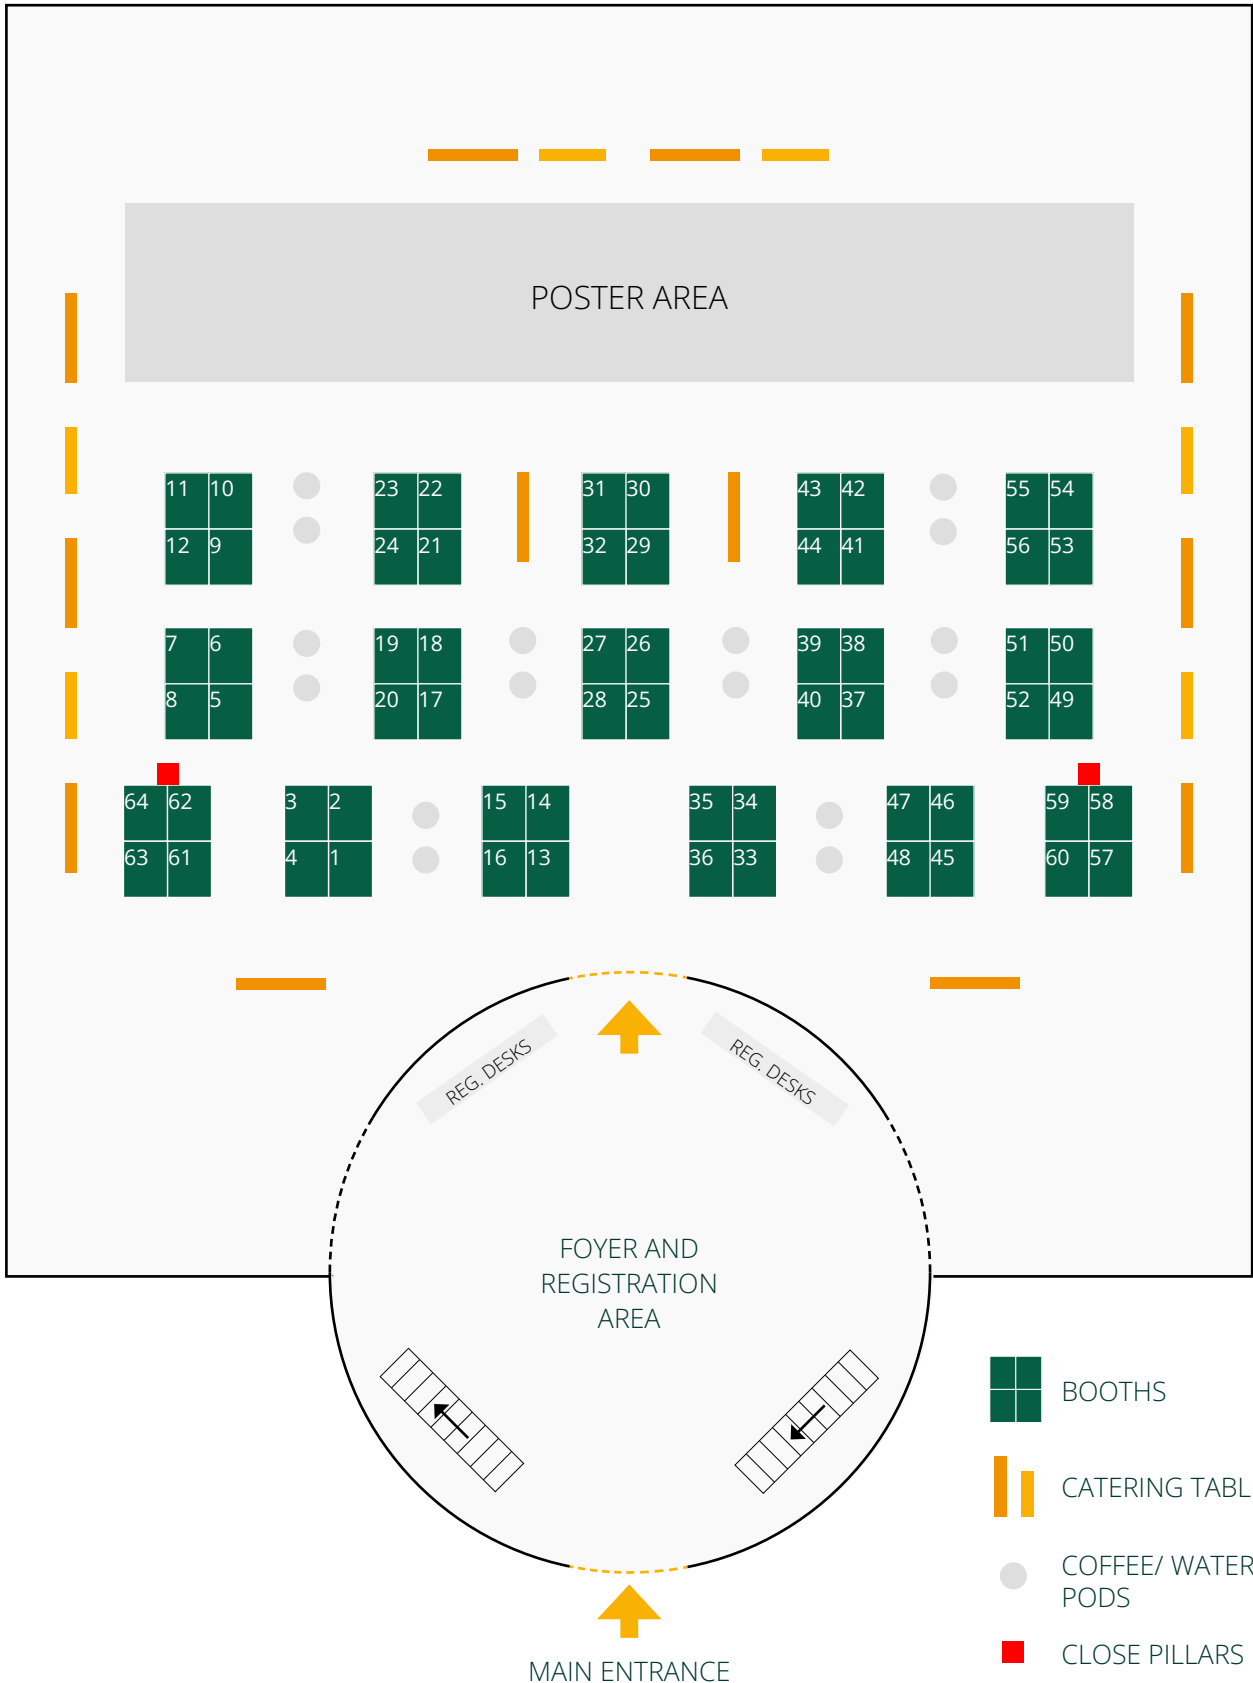 POSTER AREA
11 10 23 22 31 30 43 42 55 54
12 9 24 21 32 29 44 41 56 53
7 6 19 18 27 26 39 38 51 50
8 5 20 17 28 25 40 37 52 49
64 62 3 2 15 14 35 34 47 46 59 58
63 61 4 1 16 13 36 33 48 45 60 57
REG. DESKS
REG. DESKS
FOYER AND
REGISTRATION
AREA
BOOTHS
CATERING TABL
COFFEE/ WATER
PODS
CLOSE PILLARS
MAIN ENTRANCE